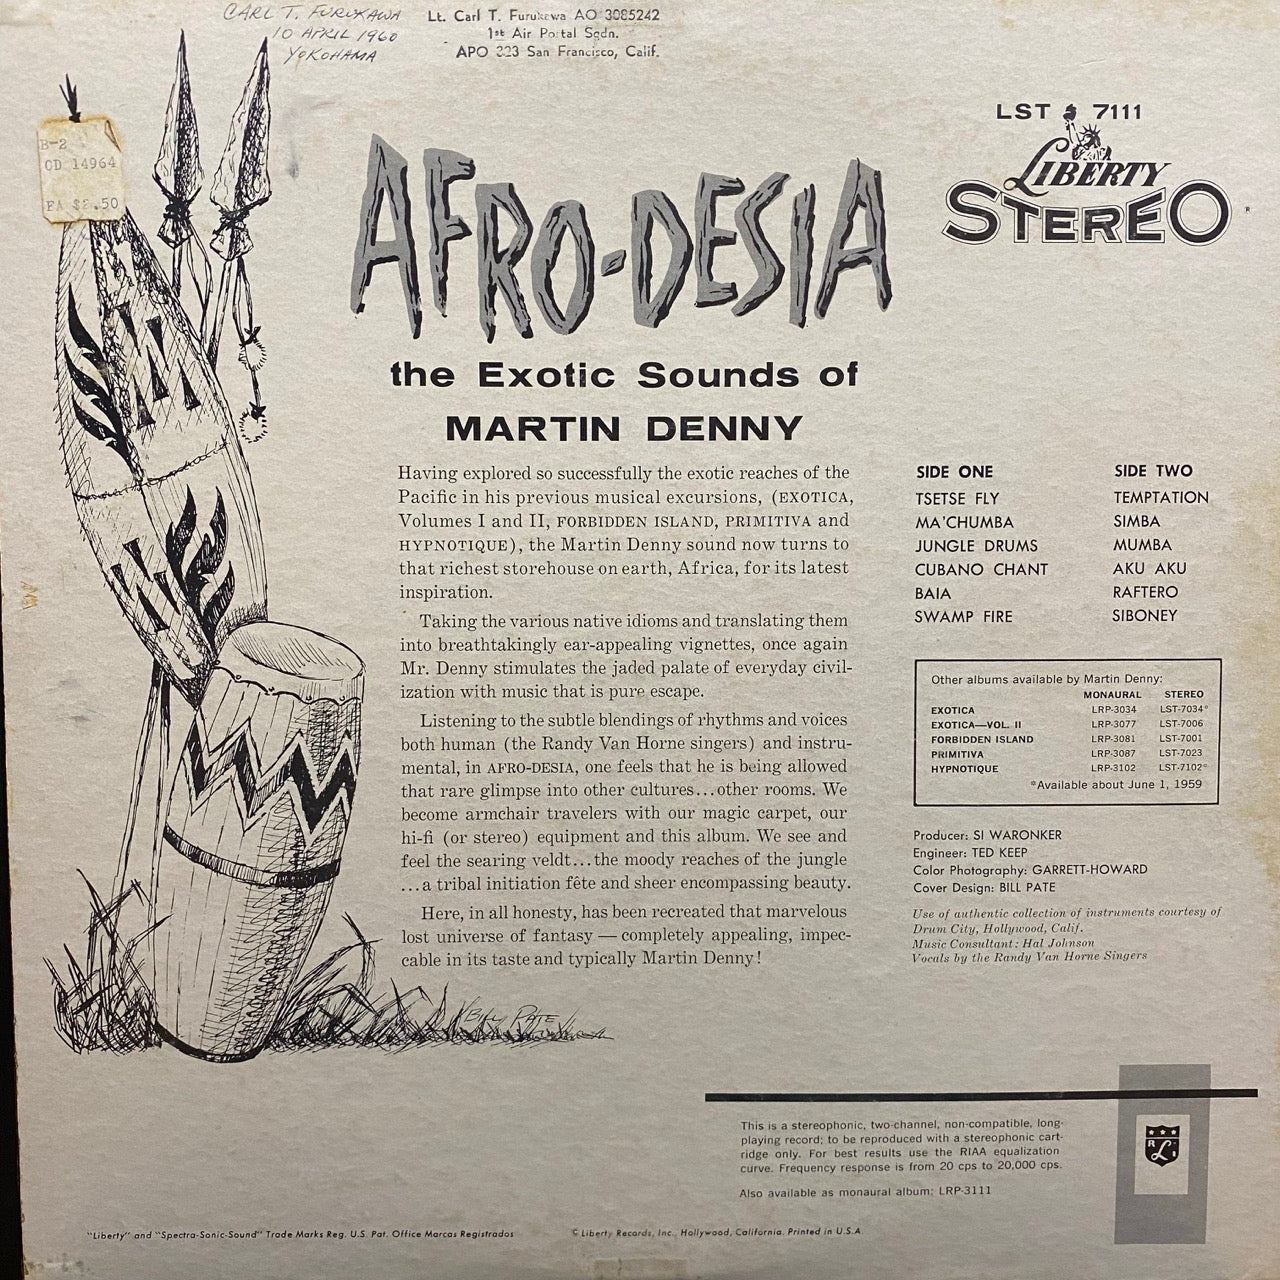 CARL T. FURUKAWA
10 APRIL 1960
YOKOHAMA
Lt. Carl T. Furukawa AO 3085242
1st Air Postal Sqdn.
APO 323 San Francisco, Calif.
B-2
OD 14964
EA $2.50
LST 7111
LIBERTY
STEREO
AFRO-DESIA
the Exotic Sounds of
MARTIN DENNY
Having explored so successfully the exotic reaches of the
Pacific in his previous musical excursions, (EXOTICA,
Volumes I and II, FORBIDDEN ISLAND, PRIMITIVA and
HYPNOTIQUE), the Martin Denny sound now turns to
that richest storehouse on earth, Africa, for its latest
inspiration.
Taking the various native idioms and translating them
into breathtakingly ear-appealing vignettes, once again
Mr. Denny stimulates the jaded palate of everyday civil-
ization with music that is pure escape.
Listening to the subtle blendings of rhythms and voices
both human (the Randy Van Horne singers) and instru-
mental, in AFRO-DESIA, one feels that he is being allowed
that rare glimpse into other cultures...other rooms. We
become armchair travelers with our magic carpet, our
hi-fi (or stereo) equipment and this album. We see and
feel the searing veldt...the moody reaches of the jungle
...a tribal initiation fête and sheer encompassing beauty.
Here, in all honesty, has been recreated that marvelous
lost universe of fantasy — completely appealing, impec-
cable in its taste and typically Martin Denny!
BILL PATE
SIDE ONE
TSETSE FLY
MA'CHUMBA
JUNGLE DRUMS
CUBANO CHANT
BAIA
SWAMP FIRE
SIDE TWO
TEMPTATION
SIMBA
MUMBA
AKU AKU
RAFTERO
SIBONEY
Other albums available by Martin Denny:
MONAURAL STEREO
EXOTICA LRP-3034 LST-7034*
EXOTICA—VOL. II LRP-3077 LST-7006
FORBIDDEN ISLAND LRP-3081 LST-7001
PRIMITIVA LRP-3087 LST-7023
HYPNOTIQUE LRP-3102 LST-7102*
*Available about June 1, 1959
Producer: SI WARONKER
Engineer: TED KEEP
Color Photography: GARRETT-HOWARD
Cover Design: BILL PATE
Use of authentic collection of instruments courtesy of
Drum City, Hollywood, Calif.
Music Consultant: Hal Johnson
Vocals by the Randy Van Horne Singers
This is a stereophonic, two-channel, non-compatible, long-
playing record; to be reproduced with a stereophonic cart-
ridge only. For best results use the RIAA equalization
curve. Frequency response is from 20 cps to 20,000 cps.
Also available as monaural album: LRP-3111
R L I
"Liberty" and "Spectra-Sonic-Sound" Trade Marks Reg. U.S. Pat. Office Marcas Registrados
© Liberty Records, Inc., Hollywood, California. Printed in U.S.A.